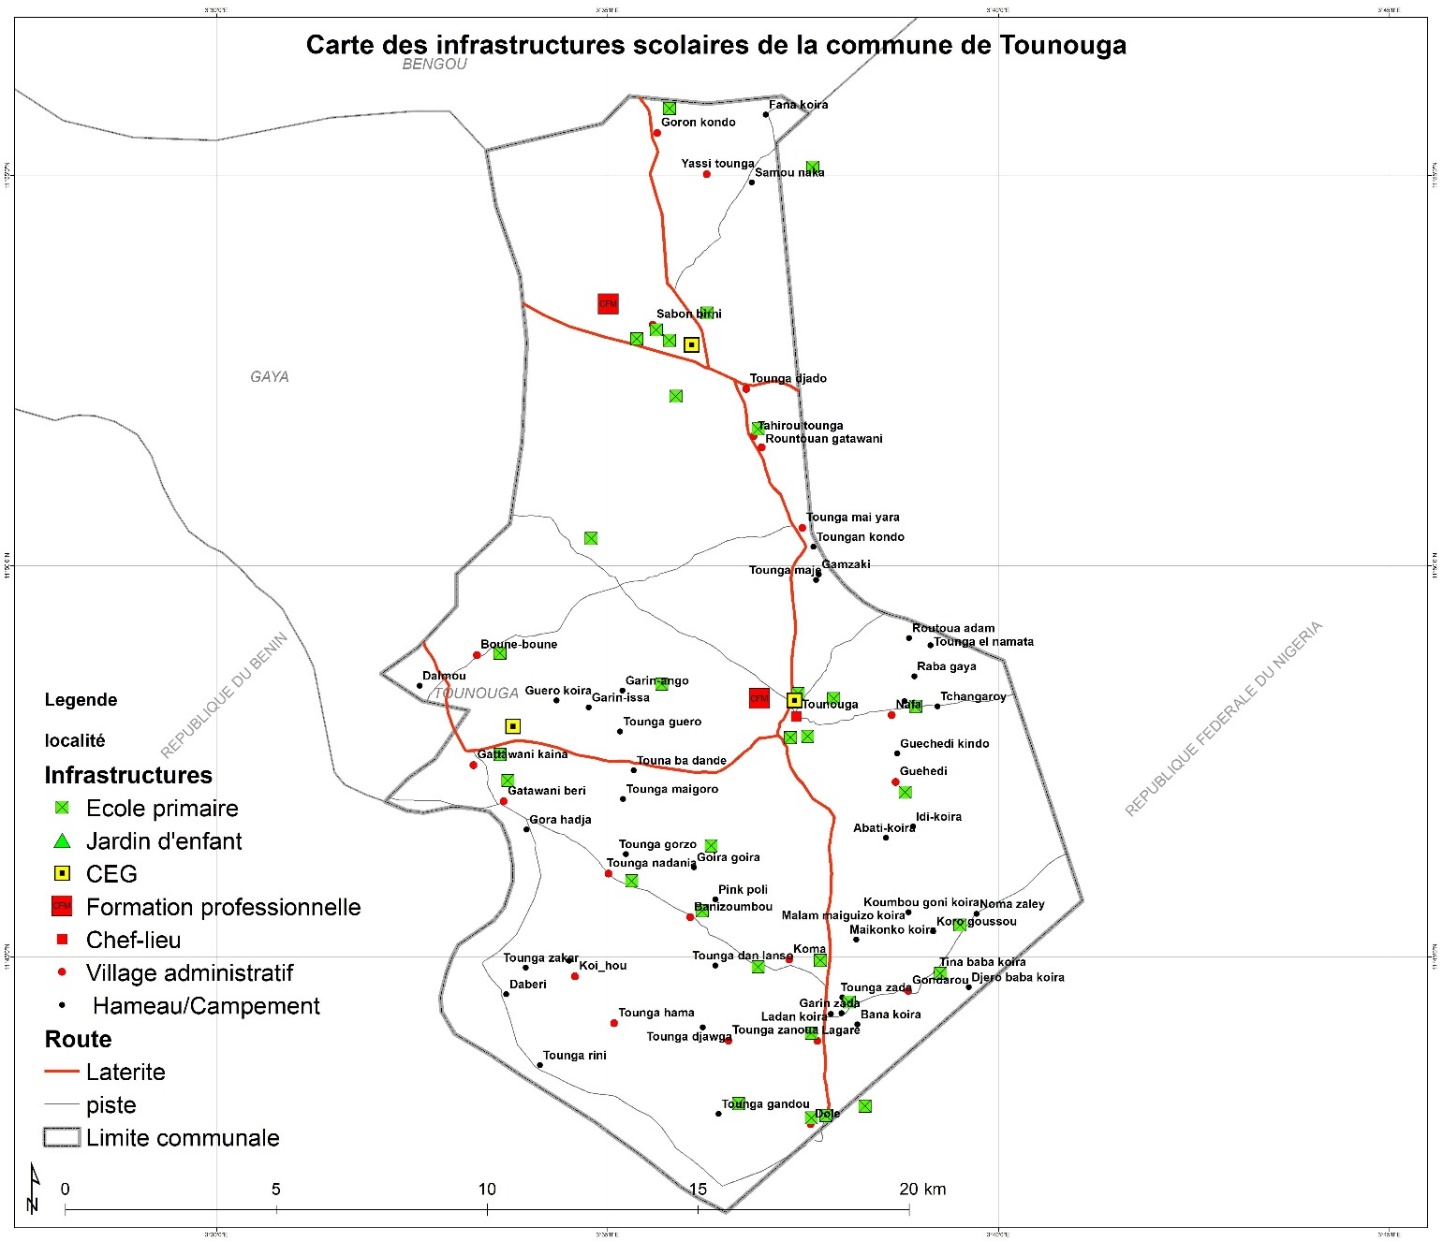 Carte des infrastructures scolaires de la commune de Tounouga
BENGOU
Fana koira
Goron kondo
Yassi tounga
Samou naka
CFM
Sabon birni
GAYA
Tounga djado
Tahirou tounga
Rountouan gatawani
Tounga mai yara
Toungan kondo
Gamzaki
Tounga maje
Routoua adam
Tounga el namata
Boune-boune
Raba gaya
Dalmou
TOUNOUGA
Garin-ango
Guero koira
Garin-issa
CFM
Tounouga
Nafa
Tchangaroy
Tounga guero
REPUBLIQUE DU BENIN
REPUBLIQUE FEDERALE DU NIGERIA
Guechedi kindo
Gattawani kaina
Touna ba dande
Guehedi
Gatawani beri
Tounga maigoro
Gora hadja
Idi-koira
Abati-koira
Tounga gorzo
Goira goira
Tounga nadania
Pink poli
Banizoumbou
Koumbou goni koira
Noma zaley
Malam maiguizo koira
Koro goussou
Maikonko koira
Koma
Tounga zakar
Koi_hou
Tounga dan lanso
Tina baba koira
Gondarou
Djero baba koira
Daberi
Tounga zada
Garin zada
Ladan koira
Bana koira
Tounga hama
Tounga djawga
Tounga zanoua
Lagare
Tounga rini
Tounga gandou
Dole
Legende
localité
Infrastructures
Ecole primaire
Jardin d'enfant
CEG
CFM
Formation professionnelle
Chef-lieu
Village administratif
Hameau/Campement
Route
Laterite
piste
Limite communale
N
0 5 10 15 20 km